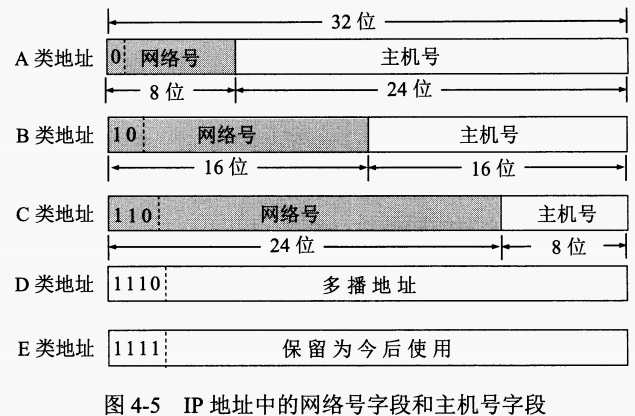 32 位
A 类地址 0 网络号 主机号
8 位 24 位
B 类地址 10 网络号 主机号
16 位 16 位
C 类地址 110 网络号 主机号
24 位 8 位
D 类地址 1110 多播地址
E 类地址 1111 保留为今后使用
图 4-5 IP 地址中的网络号字段和主机号字段